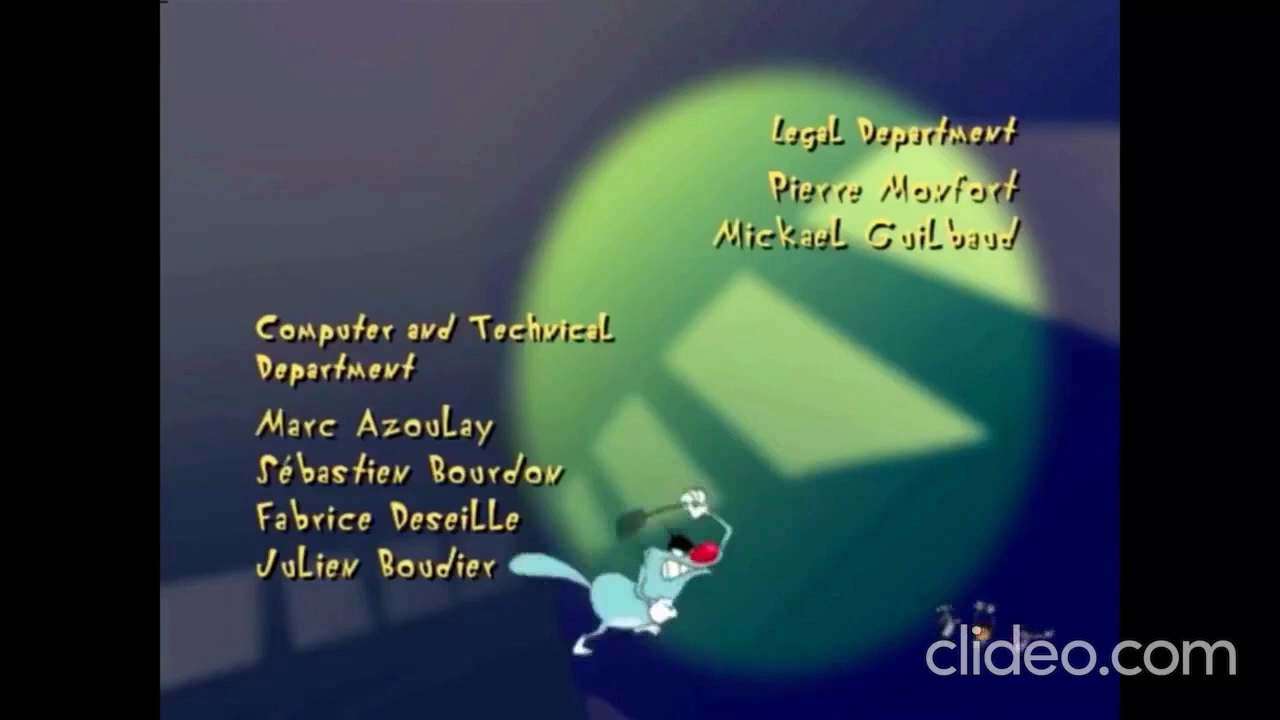 Legal Department
Pierre Monfort
Mickael Guilbaud
Computer and Technical
Department
Marc Azoulay
Sébastien Bourdon
Fabrice Deseille
Julien Boudier
clideo.com